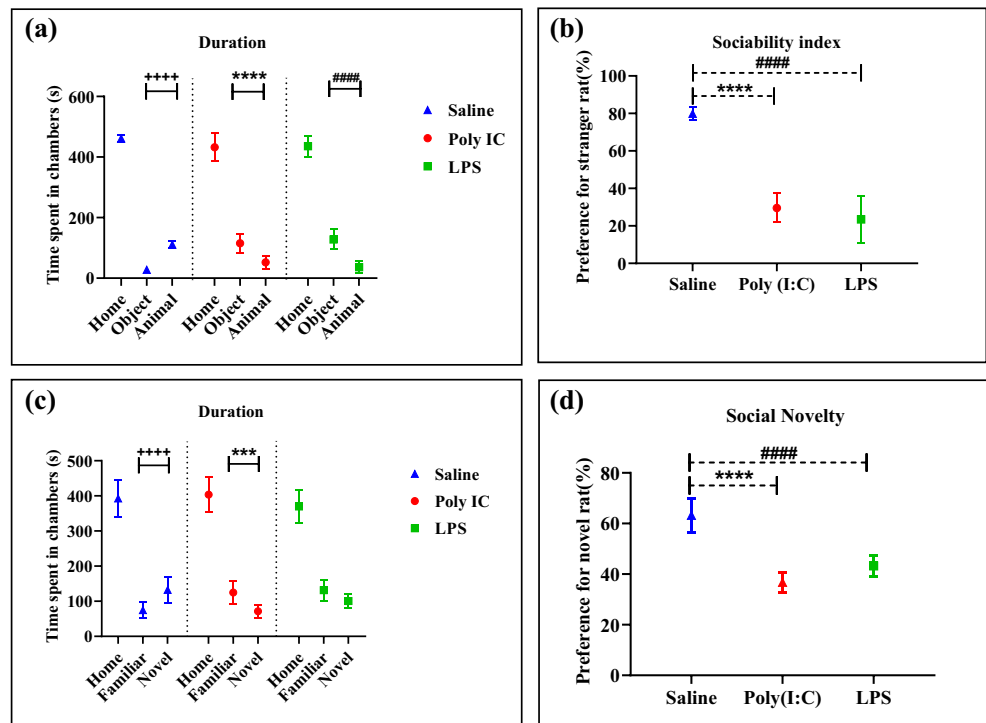 (a)
Duration
++++
****
####
Time spent in chambers (s)
600
400
200
0
Home
Object
Animal
Home
Object
Animal
Home
Object
Animal
Saline
Poly IC
LPS
(b)
Sociability index
####
****
Preference for stranger rat(%)
100
80
60
40
20
0
Saline
Poly (I:C)
LPS
(c)
Duration
++++
***
Time spent in chambers (s)
500
400
300
200
100
0
Home
Familiar
Novel
Home
Familiar
Novel
Home
Familiar
Novel
Saline
Poly IC
LPS
(d)
Social Novelty
####
****
Preference for novel rat(%)
80
60
40
20
0
Saline
Poly(I:C)
LPS